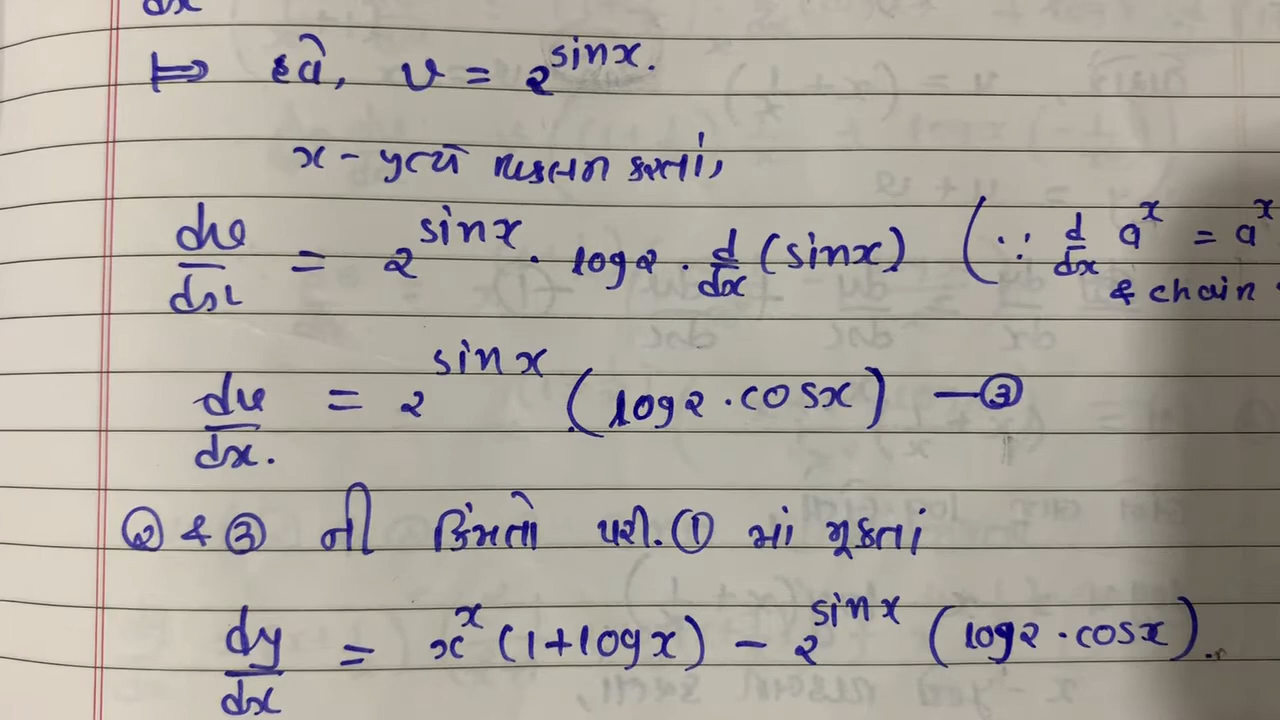 dx
⊨> હવે, v = 2^sinx.
x - પ્રત્યે વિકલન કરતાં,
dv/dx = 2^sinx · log2 · d/dx (sinx) (∵ d/dx a^x = a^x
& chain
dv/dx. = 2^sinx (log2 · cosx) — ③
② & ③ ની કિંમતો પરી. ① માં મૂકતાં
dy/dx = x^x (1+logx) - 2^sinx (log2 · cosx).